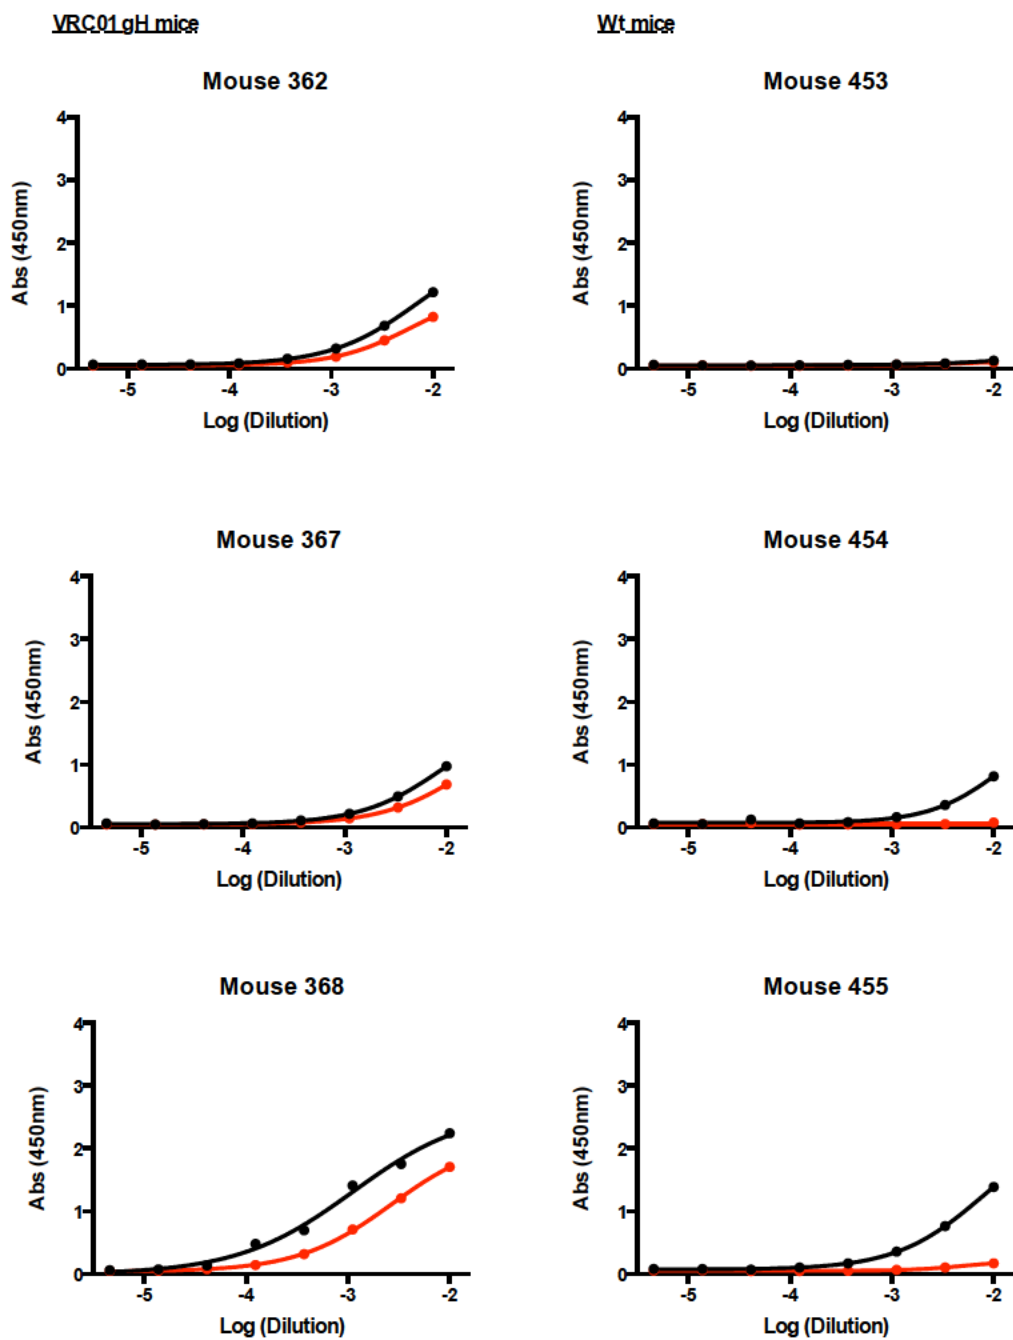 VRC01 gH mice
Wt mice
Mouse 362
4
3
2
1
0
Abs (450nm)
-5 -4 -3 -2
Log (Dilution)
Mouse 453
4
3
2
1
0
Abs (450nm)
-5 -4 -3 -2
Log (Dilution)
Mouse 367
4
3
2
1
0
Abs (450nm)
-5 -4 -3 -2
Log (Dilution)
Mouse 454
4
3
2
1
0
Abs (450nm)
-5 -4 -3 -2
Log (Dilution)
Mouse 368
4
3
2
1
0
Abs (450nm)
-5 -4 -3 -2
Log (Dilution)
Mouse 455
4
3
2
1
0
Abs (450nm)
-5 -4 -3 -2
Log (Dilution)